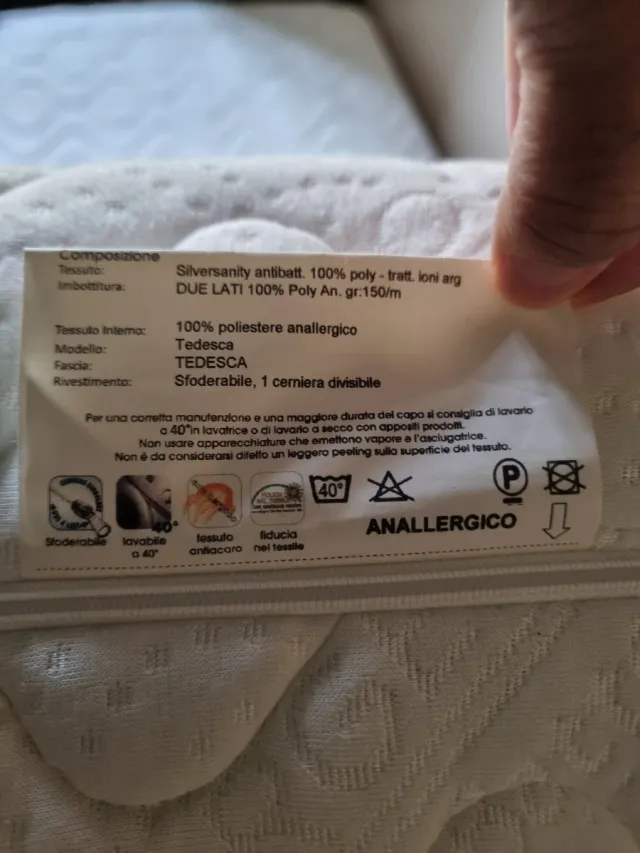 Composizione
Tessuto: Silversanity antibatt. 100% poly - tratt. ioni arg
Imbottitura: DUE LATI 100% Poly An. gr:150/m
Tessuto Interno: 100% poliestere anallergico
Modello: Tedesca
Fascia: TEDESCA
Rivestimento: Sfoderabile, 1 cerniera divisibile
Per una corretta manutenzione e una maggiore durata del capo si consiglia di lavarlo
a 40°in lavatrice o di lavarlo a secco con appositi prodotti.
Non usare apparecchiature che emettono vapore e l'asciugatrice.
Non è da considerarsi difetto un leggero peeling sulla superficie del tessuto.
40°
40°
P
Sfoderabile
lavabile
a 40°
tessuto
antiacaro
fiducia
nel tessile
ANALLERGICO